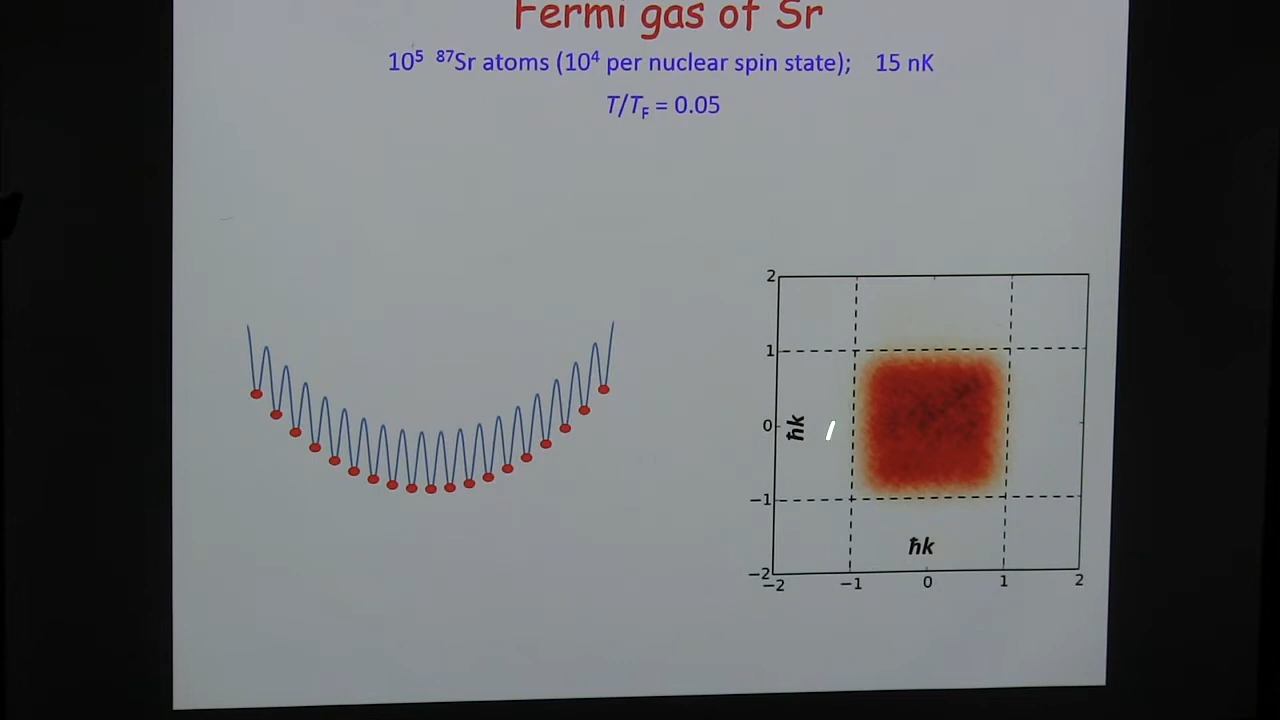 Fermi gas of Sr
10⁵ ⁸⁷Sr atoms (10⁴ per nuclear spin state); 15 nK
T/T_F = 0.05
2
1
0
−1
−2
ħk
ħk
−2 −1 0 1 2